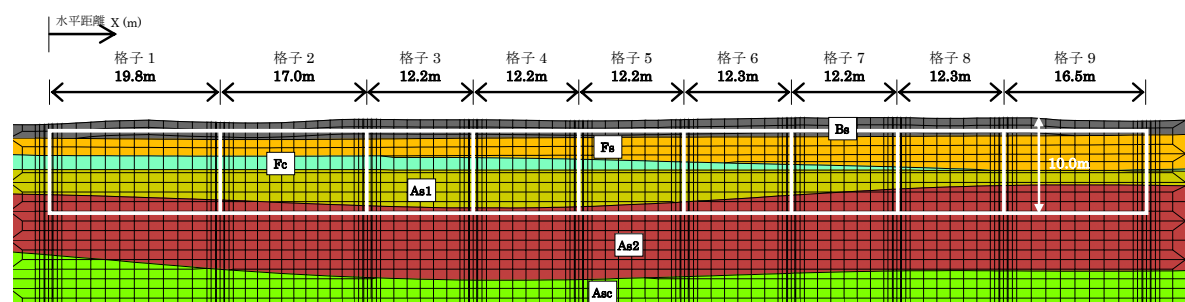 水平距離 X (m)
格子 1 格子 2 格子 3 格子 4 格子 5 格子 6 格子 7 格子 8 格子 9
19.8m 17.0m 12.2m 12.2m 12.2m 12.3m 12.2m 12.3m 16.5m
Bs
Fs
Fc
10.0m
As1
As2
Asc